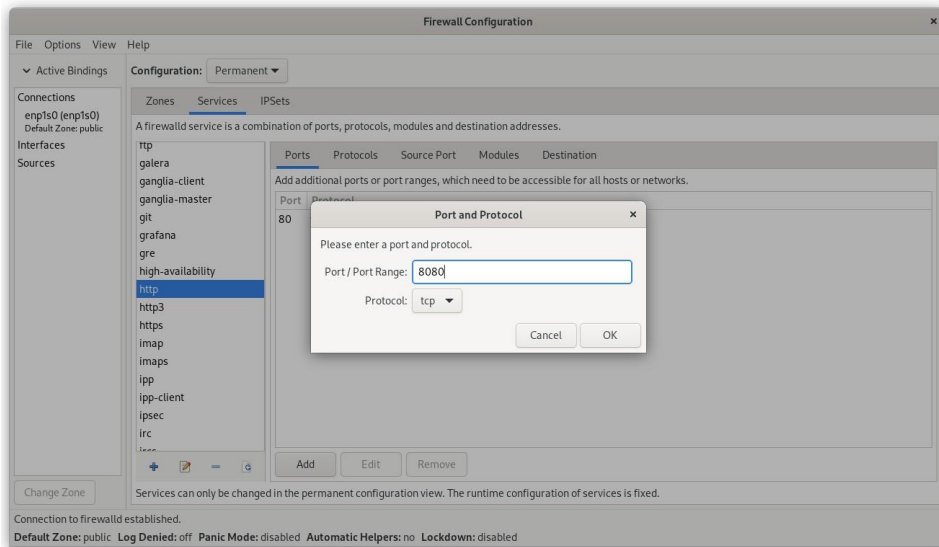 Firewall Configuration ×
File Options View Help
Active Bindings
Configuration: Permanent
Connections
enp1s0 (enp1s0)
Default Zone: public
Interfaces
Sources
Zones Services IPSets
A firewalld service is a combination of ports, protocols, modules and destination addresses.
ftp
galera
ganglia-client
ganglia-master
git
grafana
gre
high-availability
http
http3
https
imap
imaps
ipp
ipp-client
ipsec
irc
ircs
Ports Protocols Source Port Modules Destination
Add additional ports or port ranges, which need to be accessible for all hosts or networks.
Port Protocol
80
Port and Protocol ×
Please enter a port and protocol.
Port / Port Range: 8080
Protocol: tcp
Cancel OK
Add Edit Remove
Change Zone
Services can only be changed in the permanent configuration view. The runtime configuration of services is fixed.
Connection to firewalld established.
Default Zone: public Log Denied: off Panic Mode: disabled Automatic Helpers: no Lockdown: disabled